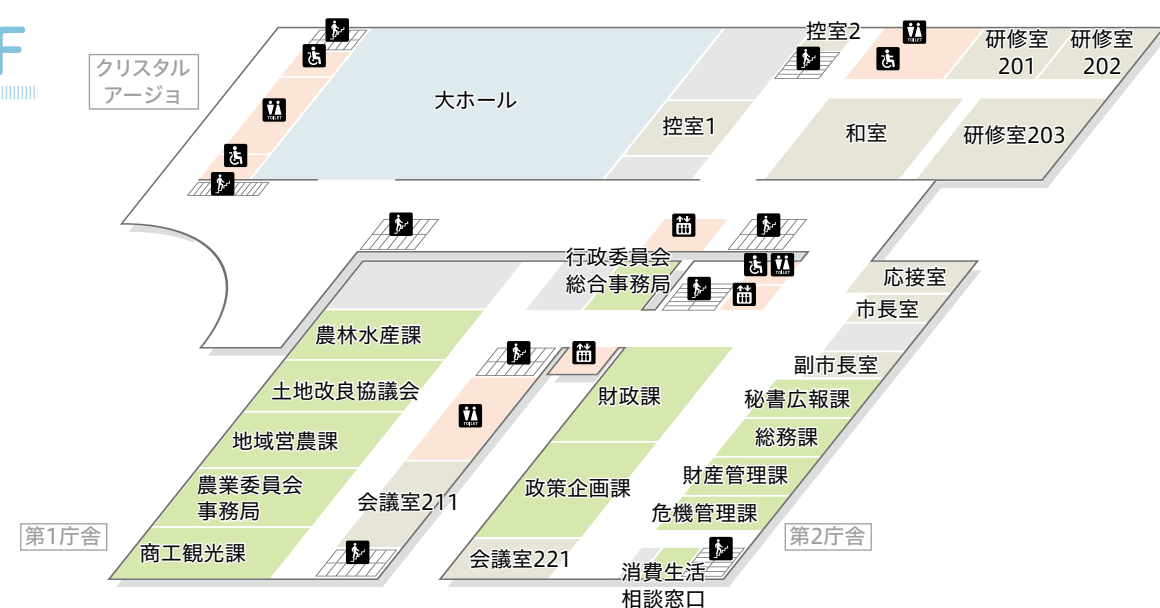 F
クリスタル
アージョ
大ホール
控室1
控室2
TOILET
研修室
201
研修室
202
和室
研修室203
TOILET
行政委員会
総合事務局
TOILET
応接室
市長室
副市長室
秘書広報課
総務課
財産管理課
危機管理課
消費生活
相談窓口
農林水産課
土地改良協議会
地域営農課
農業委員会
事務局
商工観光課
TOILET
会議室211
財政課
政策企画課
会議室221
第1庁舎
第2庁舎